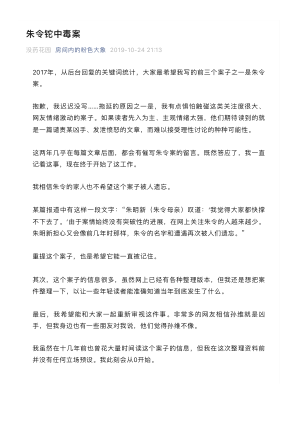 朱令铊中毒案
没药花园 房间内的粉色大象 2018-10-24 21:13
2017年，从后台回复的关键词统计，大家最希望我写的前三个案子之一是朱令
案。
抱歉，我迟迟没写......拖延的原因之一是，我有点惧怕触碰这类关注度很大、
网友情绪激动的案子。如果读者先入为主，主观情绪太强，他们期待读到的就
是一篇谴责某凶手、发泄愤怒的文章，而难以接受理性讨论的种种可能性。
这两年几乎在每篇文章后面，都会有催写朱令案的留言。既然答应了，我一直
记着这事，现在终于开始了这工作。
我相信朱令的家人也不希望这个案子被人遗忘。
某篇报道中有这样一段文字：“朱明新（朱令母亲）叹道：‘我觉得大家都快撑
不下去了。’由于案情始终没有突破性的进展，在网上关注朱令的人越来越少。
朱明新担心又会像前几年时那样，朱令的名字和遭遇再次被人们遗忘。”
重提这个案子，也是希望它能一直被记住。
其次，这个案子的信息很多，虽然网上已经有各种整理版本，但我还是想把案
件整理一下，以让一些年轻读者能准确知道当年到底发生了什么。
最后，我希望能和大家一起重新审视这件事。非常多的网友相信孙维就是凶
手，但我身边也有一些朋友对我说，他们觉得孙维不像。
我虽然在十几年前也曾花大量时间读这个案子的信息，但我在这次整理资料前
并没有任何立场预设。我此刻会从0开始。